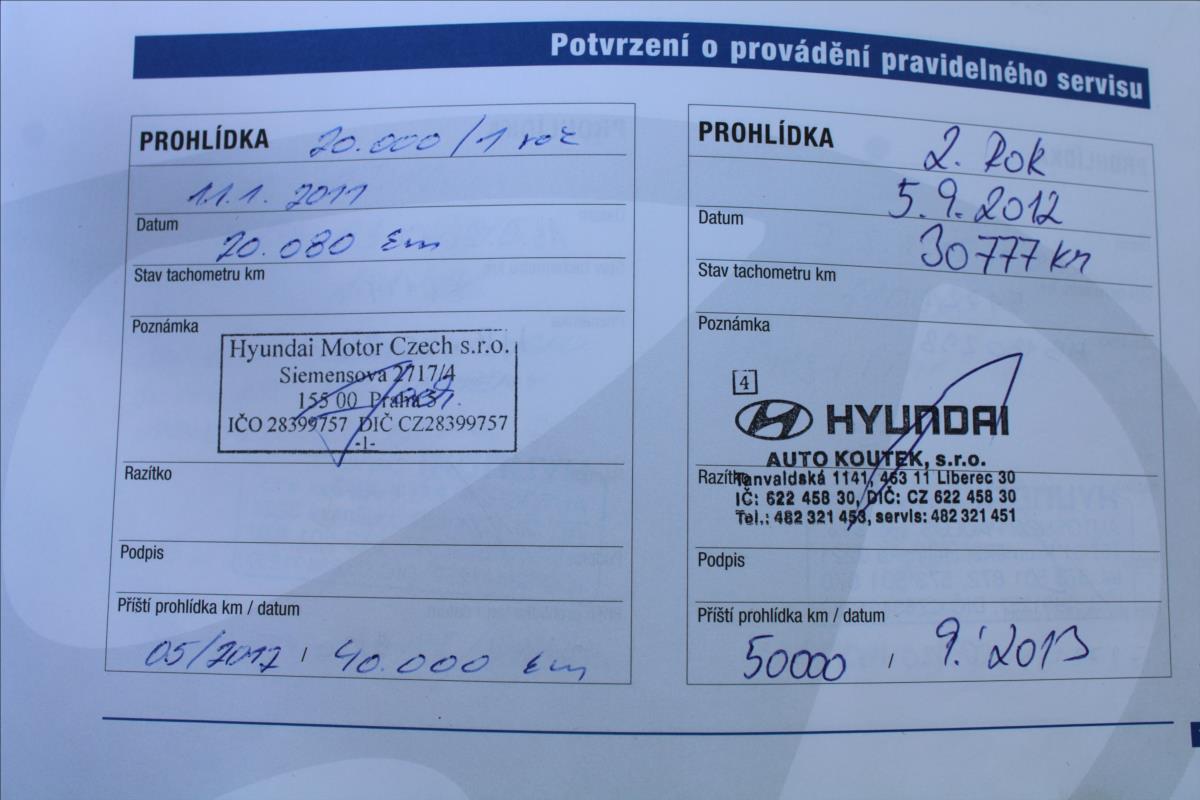 Potvrzení o provádění pravidelného servisu
PROHLÍDKA 20.000 / 1 rok
11.1. 2011
Datum
20.080 km
Stav tachometru km
Poznámka
Hyundai Motor Czech s.r.o.
Siemensova 2717/4
155 00 Praha 5
IČO 28399757 DIČ CZ28399757
-1-
Razítko
Podpis
Příští prohlídka km / datum
05/2012 / 40.000 km
PROHLÍDKA 2. Rok
5.9.2012
Datum
30777 km
Stav tachometru km
Poznámka
4
HYUNDAI
AUTO KOUTEK, s.r.o.
Razítko
Tanvaldská 1141, 463 11 Liberec 30
IČ: 622 458 30, DIČ: CZ 622 458 30
Tel.: 482 321 453, servis: 482 321 451
Podpis
Příští prohlídka km / datum
50000 / 9.'2013